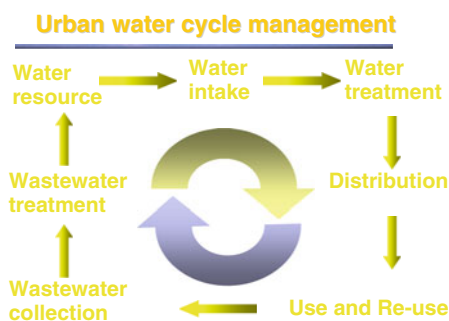 Urban water cycle management
Water
resource
Water
intake
Water
treatment
Wastewater
treatment
Distribution
Wastewater
collection
Use and Re-use